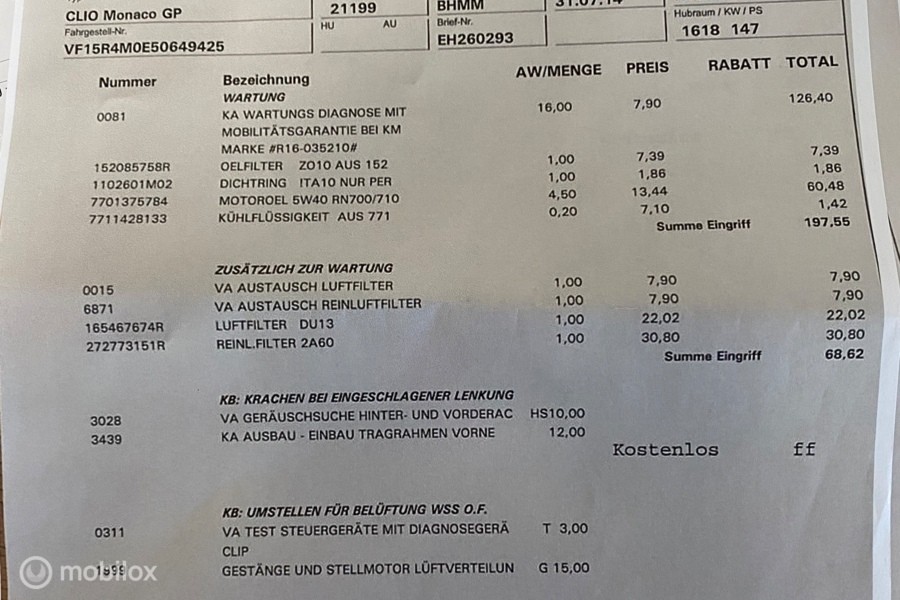 CLIO Monaco GP 21199 BHMM 31.07.14 Hubraum / KW / PS
Fahrgestell-Nr. HU AU Brief-Nr. 1618 147
VF15R4M0E50649425 EH260293
Nummer Bezeichnung AW/MENGE PREIS RABATT TOTAL
WARTUNG
0081 KA WARTUNGS DIAGNOSE MIT 16,00 7,90 126,40
MOBILITÄTSGARANTIE BEI KM
MARKE #R16-035210#
152085758R OELFILTER ZO10 AUS 152 1,00 7,39 7,39
1102601M02 DICHTRING ITA10 NUR PER 1,00 1,86 1,86
7701375784 MOTOROEL 5W40 RN700/710 4,50 13,44 60,48
7711428133 KÜHLFLÜSSIGKEIT AUS 771 0,20 7,10 1,42
Summe Eingriff 197,55
ZUSÄTZLICH ZUR WARTUNG
0015 VA AUSTAUSCH LUFTFILTER 1,00 7,90 7,90
6871 VA AUSTAUSCH REINLUFTFILTER 1,00 7,90 7,90
165467674R LUFTFILTER DU13 1,00 22,02 22,02
272773151R REINL.FILTER 2A60 1,00 30,80 30,80
Summe Eingriff 68,62
KB: KRACHEN BEI EINGESCHLAGENER LENKUNG
3028 VA GERÄUSCHSUCHE HINTER- UND VORDERAC HS10,00
3439 KA AUSBAU - EINBAU TRAGRAHMEN VORNE 12,00
Kostenlos ff
KB: UMSTELLEN FÜR BELÜFTUNG WSS O.F.
0311 VA TEST STEUERGERÄTE MIT DIAGNOSEGERÄ T 3,00
CLIP
GESTÄNGE UND STELLMOTOR LÜFTVERTEILUN G 15,00
mobilox